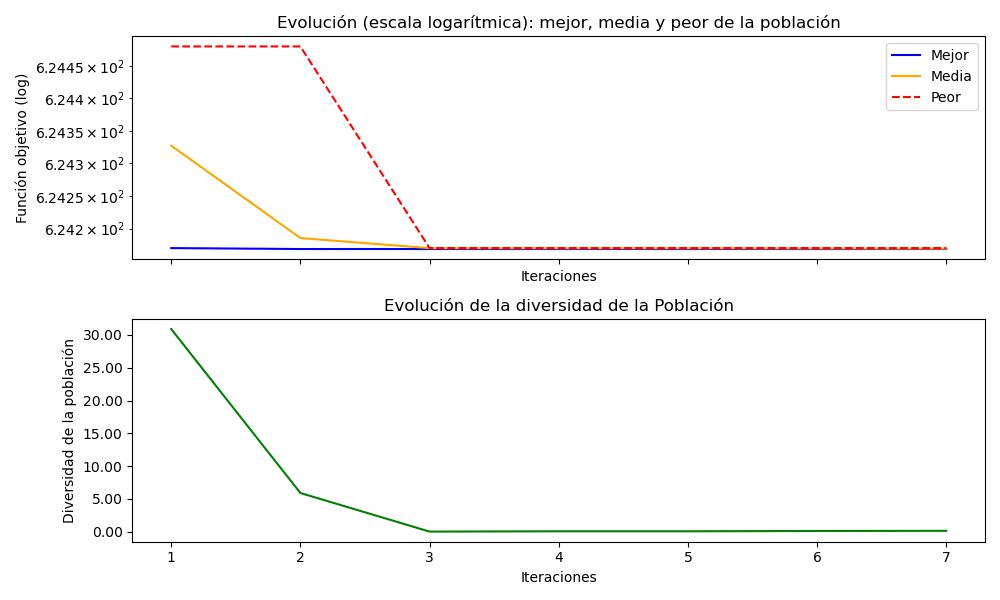 Evolución (escala logarítmica): mejor, media y peor de la población
Función objetivo (log)
6.2445 × 10²
6.244 × 10²
6.2435 × 10²
6.243 × 10²
6.2425 × 10²
6.242 × 10²
Mejor
Media
Peor
Iteraciones
Evolución de la diversidad de la Población
Diversidad de la población
30.00
25.00
20.00
15.00
10.00
5.00
0.00
1 2 3 4 5 6 7
Iteraciones